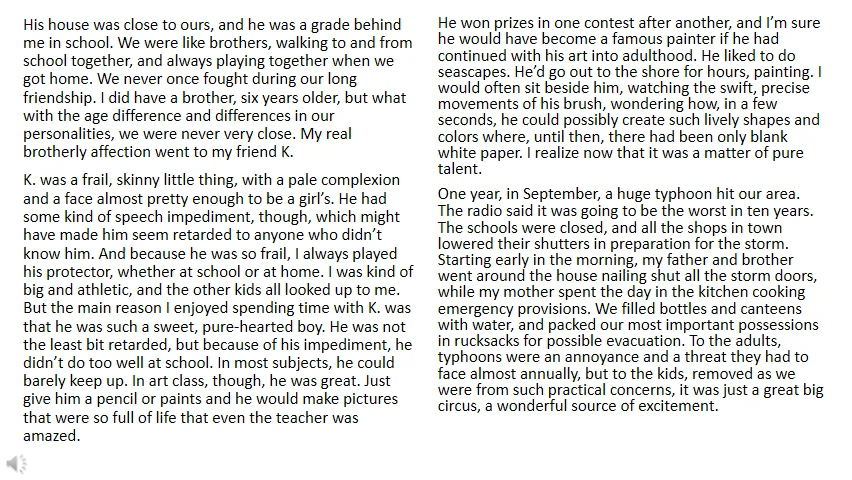 His house was close to ours, and he was a grade behind
me in school. We were like brothers, walking to and from
school together, and always playing together when we
got home. We never once fought during our long
friendship. I did have a brother, six years older, but what
with the age difference and differences in our
personalities, we were never very close. My real
brotherly affection went to my friend K.
K. was a frail, skinny little thing, with a pale complexion
and a face almost pretty enough to be a girl’s. He had
some kind of speech impediment, though, which might
have made him seem retarded to anyone who didn’t
know him. And because he was so frail, I always played
his protector, whether at school or at home. I was kind of
big and athletic, and the other kids all looked up to me.
But the main reason I enjoyed spending time with K. was
that he was such a sweet, pure-hearted boy. He was not
the least bit retarded, but because of his impediment, he
didn’t do too well at school. In most subjects, he could
barely keep up. In art class, though, he was great. Just
give him a pencil or paints and he would make pictures
that were so full of life that even the teacher was
amazed.
He won prizes in one contest after another, and I’m sure
he would have become a famous painter if he had
continued with his art into adulthood. He liked to do
seascapes. He’d go out to the shore for hours, painting. I
would often sit beside him, watching the swift, precise
movements of his brush, wondering how, in a few
seconds, he could possibly create such lively shapes and
colors where, until then, there had been only blank
white paper. I realize now that it was a matter of pure
talent.
One year, in September, a huge typhoon hit our area.
The radio said it was going to be the worst in ten years.
The schools were closed, and all the shops in town
lowered their shutters in preparation for the storm.
Starting early in the morning, my father and brother
went around the house nailing shut all the storm doors,
while my mother spent the day in the kitchen cooking
emergency provisions. We filled bottles and canteens
with water, and packed our most important possessions
in rucksacks for possible evacuation. To the adults,
typhoons were an annoyance and a threat they had to
face almost annually, but to the kids, removed as we
were from such practical concerns, it was just a great big
circus, a wonderful source of excitement.